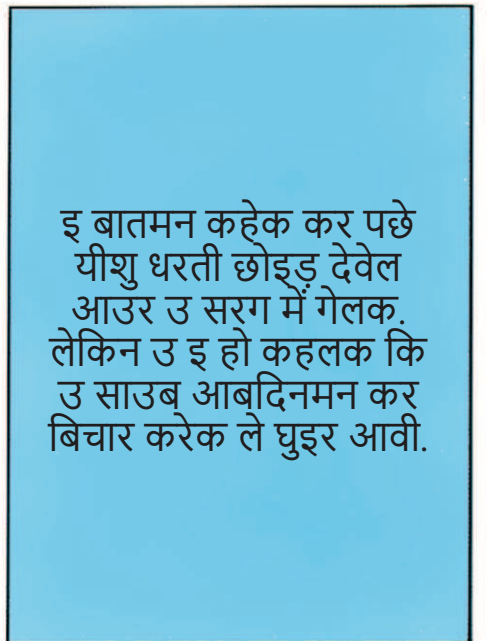 इ बातमन कहेक कर पछे
यीशु धरती छोइड़ देवेल
आउर उ सरग में गेलक.
लेकिन उ इ हो कहलक कि
उ साउब आबदिनमन कर
बिचार करेक ले घुइर आवी.